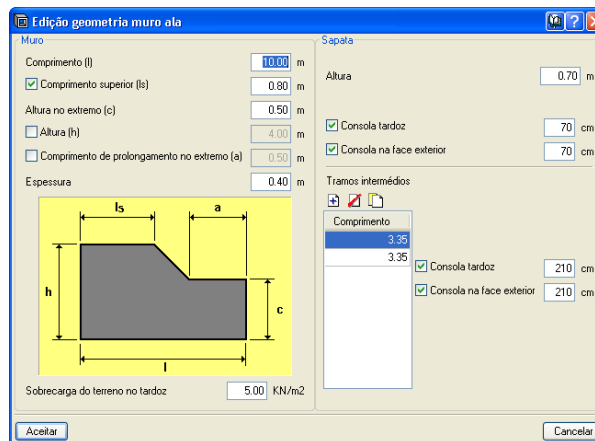 Edição geometria muro ala
Muro
Comprimento (l) 10.00 m
Comprimento superior (ls) 0.80 m
Altura no extremo (c) 0.50 m
Altura (h) 4.00 m
Comprimento de prolongamento no extremo (a) 0.50 m
Espessura 0.40 m
ls a
h c
l
Sobrecarga do terreno no tardoz 5.00 KN/m2
Sapata
Altura 0.70 m
Consola tardoz 70 cm
Consola na face exterior 70 cm
Tramos intermédios
Comprimento
3.35
3.35
Consola tardoz 210 cm
Consola na face exterior 210 cm
Aceitar Cancelar